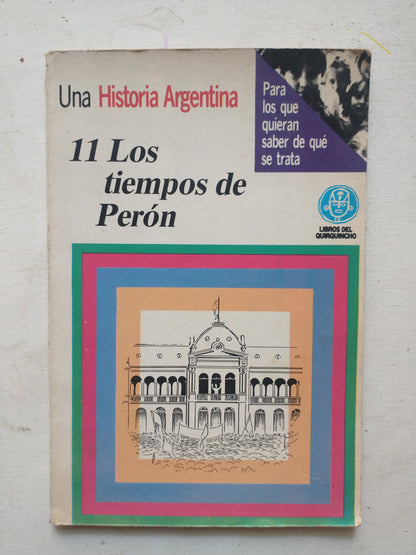 Una Historia Argentina
Para
los que
quieran
saber de qué
se trata
11 Los
tiempos de
Perón
LIBROS DEL
QUIRQUINCHO